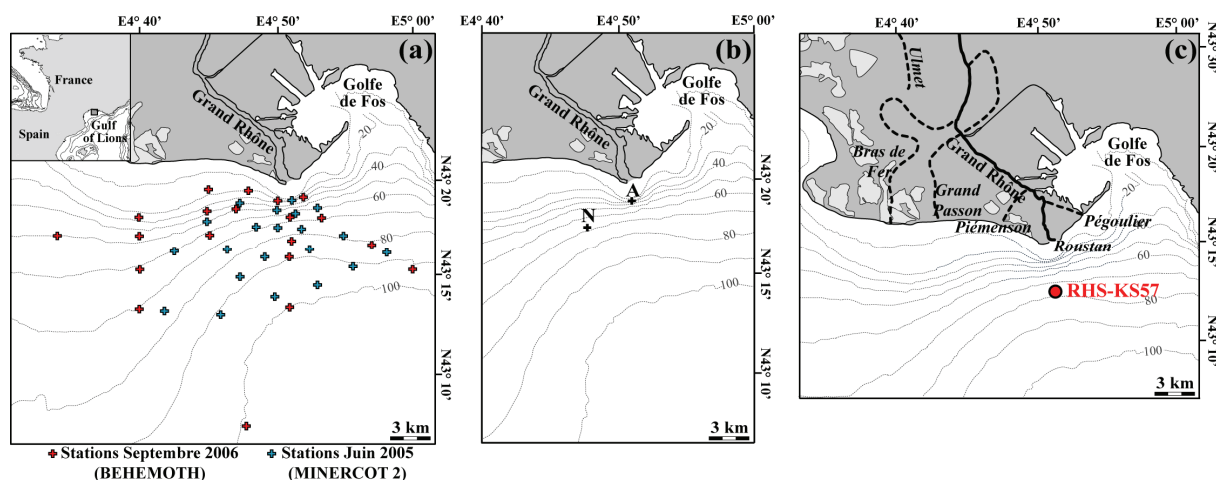 E4° 40' E4° 50' E5° 00'
(a)
France
Spain
Gulf
of Lions
Grand Rhône
Golfe
de Fos
20
40
60
80
100
N43° 20'
N43° 15'
N43° 10'
3 km
Stations Septembre 2006
(BEHEMOTH)
Stations Juin 2005
(MINERCOT 2)
E4° 50' E5° 00'
(b)
Grand Rhône
Golfe
de Fos
20
40
60
80
100
A
N
N43° 20'
N43° 15'
N43° 10'
3 km
E4° 40' E4° 50' E5° 00'
(c)
Ulmet
Bras de
Fer
Grand
Passon
Grand Rhône
Golfe
de Fos
20
Piémenson
Pégoulier
Roustan
60
80
100
RHS-KS57
N43° 30'
N43° 20'
N43° 15'
N43° 10'
3 km